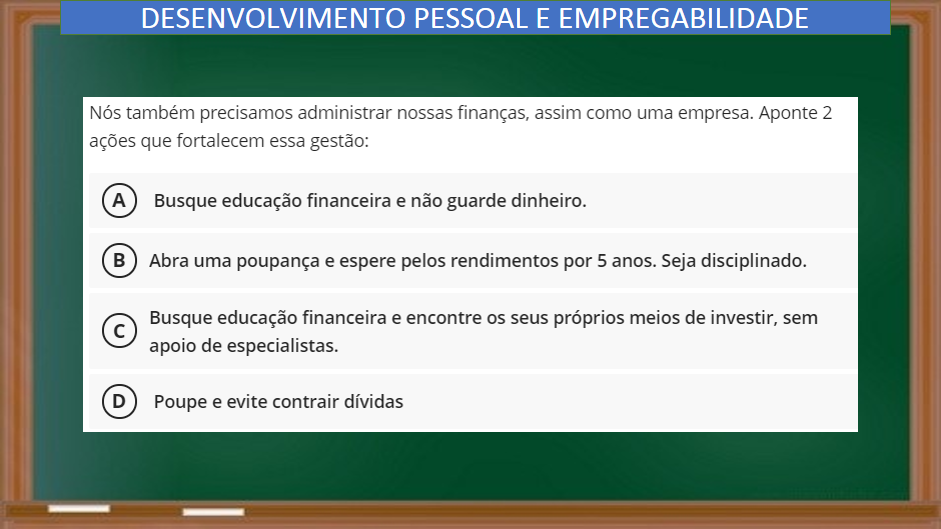 DESENVOLVIMENTO PESSOAL E EMPREGABILIDADE
Nós também precisamos administrar nossas finanças, assim como uma empresa. Aponte 2
ações que fortalecem essa gestão:
A Busque educação financeira e não guarde dinheiro.
B Abra uma poupança e espere pelos rendimentos por 5 anos. Seja disciplinado.
C Busque educação financeira e encontre os seus próprios meios de investir, sem
apoio de especialistas.
D Poupe e evite contrair dívidas